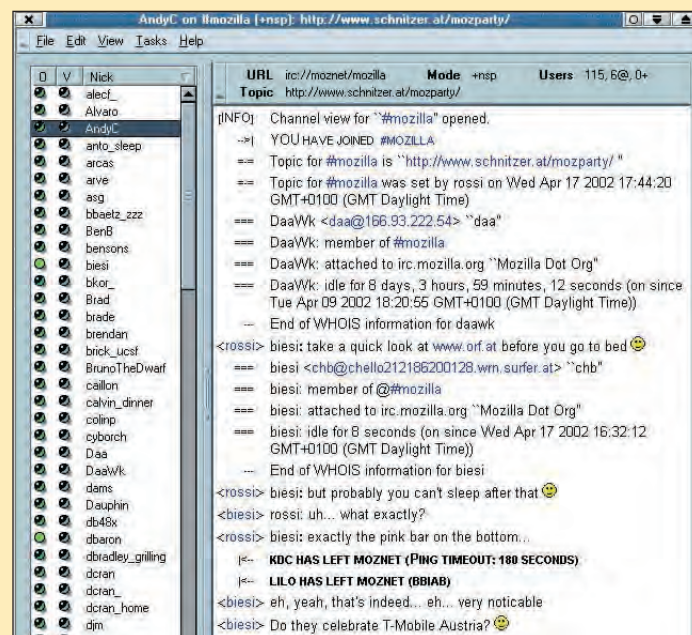 AndyC on #mozilla [+nsp]: http://www.schnitzer.at/mozparty/
File Edit View Tasks Help
O V Nick
alecf_
Alvaro
AndyC
anto_sleep
arcas
arve
asg
bbaetz_zzz
BenB
bensons
biesi
bkor_
Brad
brade
brendan
brick_ucsf
BrunoTheDwarf
caillon
calvin_dinner
colinp
cyborch
Daa
DaaWk
dams
Dauphin
db48x
dbaron
dbradley_grilling
dcran
dcran_
dcran_home
djm
URL irc://moznet/mozilla Mode +nsp Users 115, 6@, 0+
Topic http://www.schnitzer.at/mozparty/
[INFO] Channel view for ``#mozilla" opened.
-->| YOU HAVE JOINED #MOZILLA
=-= Topic for #mozilla is ``http://www.schnitzer.at/mozparty/ "
=-= Topic for #mozilla was set by rossi on Wed Apr 17 2002 17:44:20
GMT+0100 (GMT Daylight Time)
=== DaaWk <daa@166.93.222.54> ``daa"
=== DaaWk: member of #mozilla
=== DaaWk: attached to irc.mozilla.org ``Mozilla Dot Org"
=== DaaWk: idle for 8 days, 3 hours, 59 minutes, 12 seconds (on since
Tue Apr 09 2002 18:20:55 GMT+0100 (GMT Daylight Time))
--- End of WHOIS information for daawk
<rossi> biesi: take a quick look at www.orf.at before you go to bed
=== biesi <chb@chello212186200128.wrn.surfer.at> ``chb"
=== biesi: member of @#mozilla
=== biesi: attached to irc.mozilla.org ``Mozilla Dot Org"
=== biesi: idle for 8 seconds (on since Wed Apr 17 2002 16:32:12
GMT+0100 (GMT Daylight Time))
--- End of WHOIS information for biesi
<rossi> biesi: but probably you can't sleep after that
<biesi> rossi: uh... what exactly?
<rossi> biesi: exactly the pink bar on the bottom...
|<-- KDC HAS LEFT MOZNET (PING TIMEOUT: 180 SECONDS)
|<-- LILO HAS LEFT MOZNET (BBIAB)
<biesi> eh, yeah, that's indeed... eh... very noticable
<biesi> Do they celebrate T-Mobile Austria?